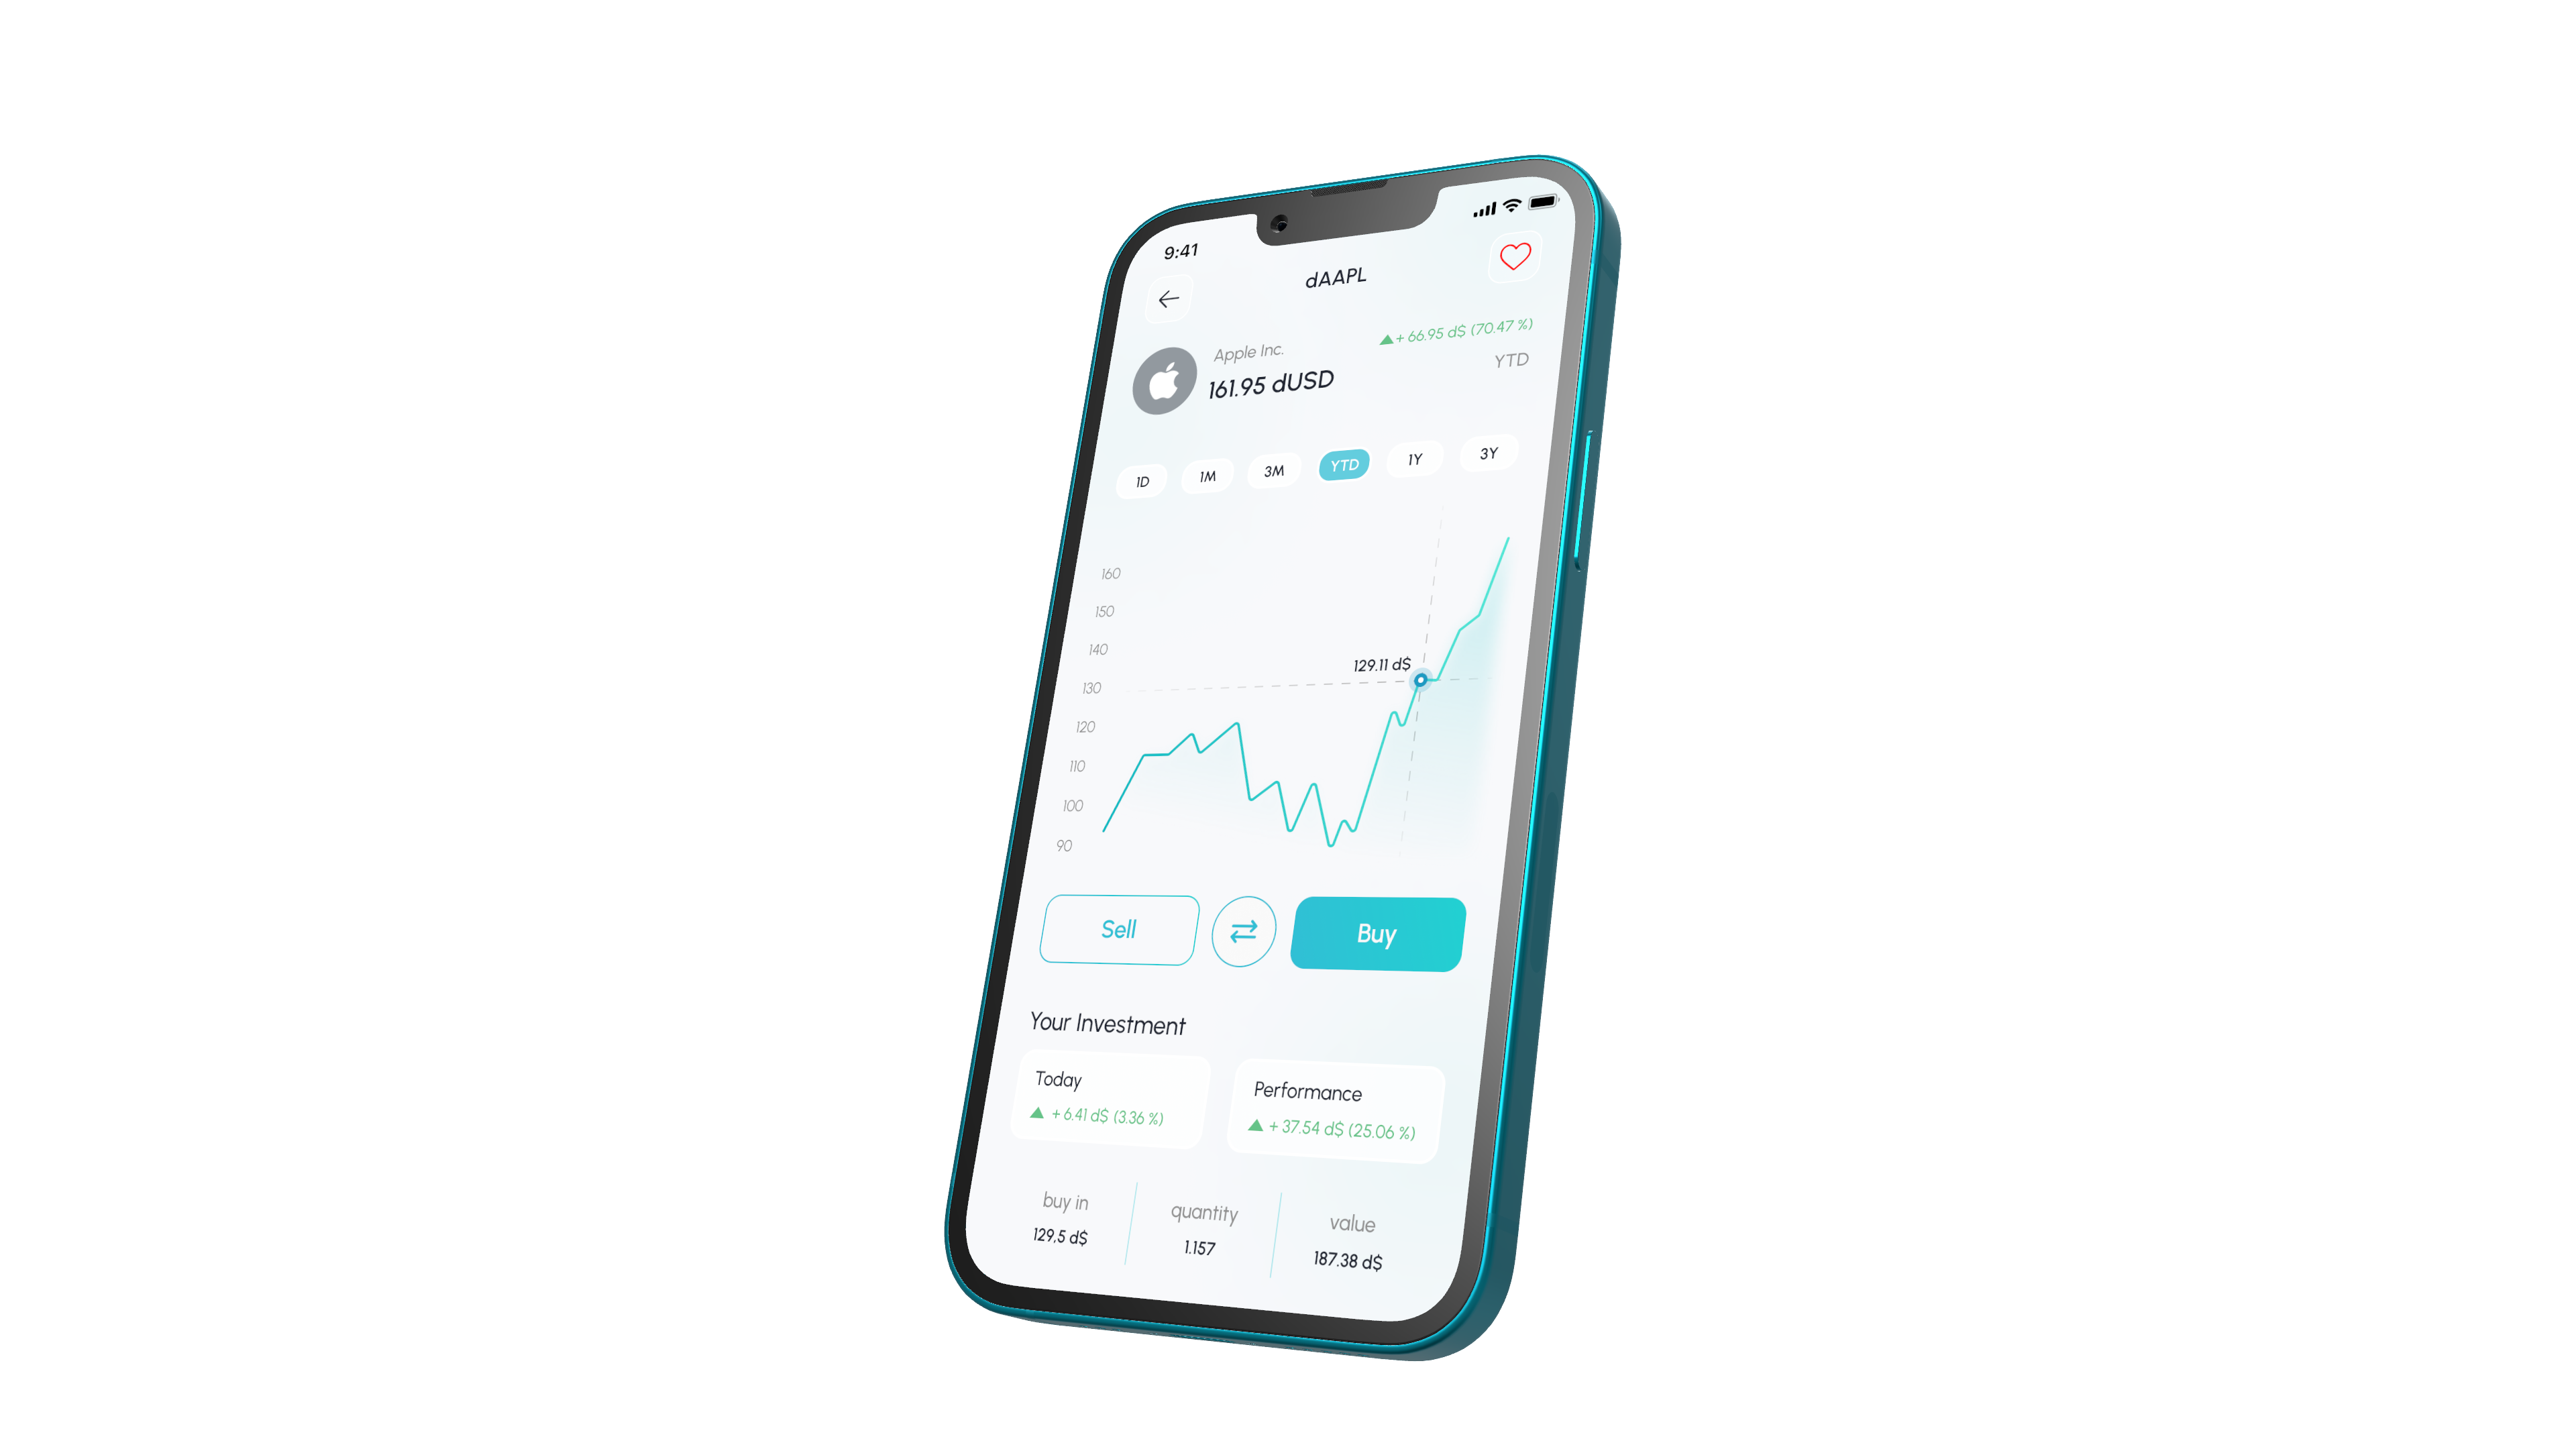 9:41
dAAPL
Apple Inc.
+ 66.95 d$ (70.47 %)
161.95 dUSD
YTD
1D 1M 3M YTD 1Y 3Y
160
150
140
129.11 d$
130
120
110
100
90
Sell
Buy
Your Investment
Today
+ 6.41 d$ (3.36 %)
Performance
+ 37.54 d$ (25.06 %)
buy in
129,5 d$
quantity
1.157
value
187.38 d$